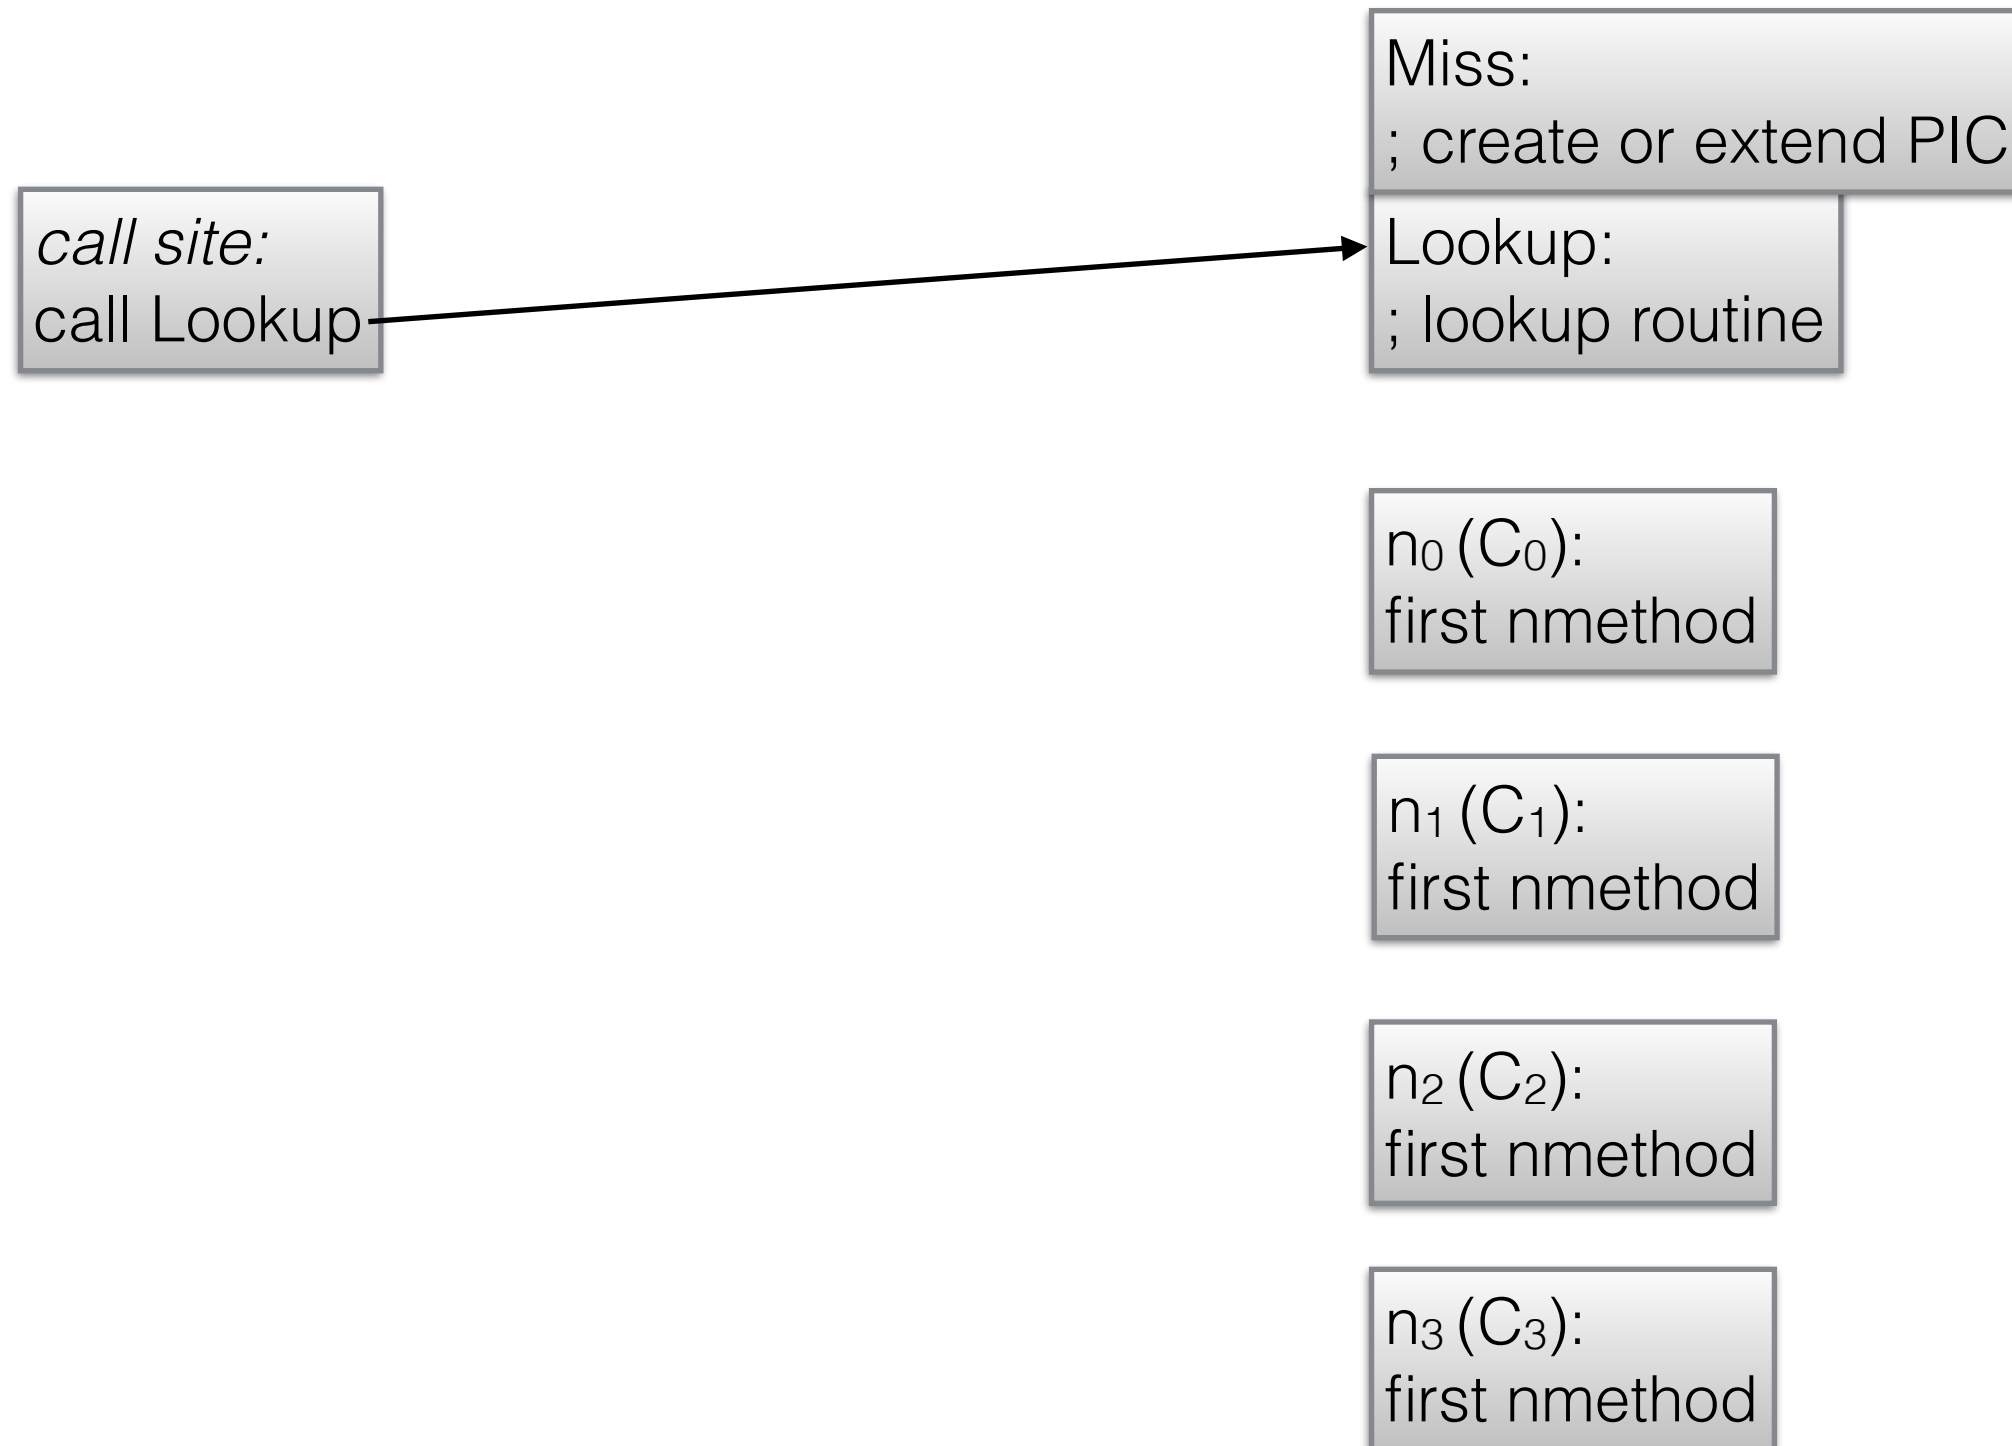 Miss:
; create or extend PIC
call site:
call Lookup
Lookup:
; lookup routine
n₀ (C₀):
first nmethod
n₁ (C₁):
first nmethod
n₂ (C₂):
first nmethod
n₃ (C₃):
first nmethod